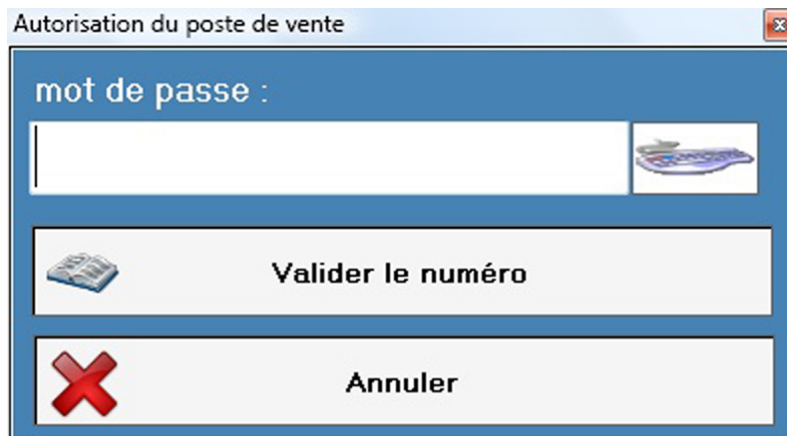 Autorisation du poste de vente
mot de passe :
Valider le numéro
Annuler